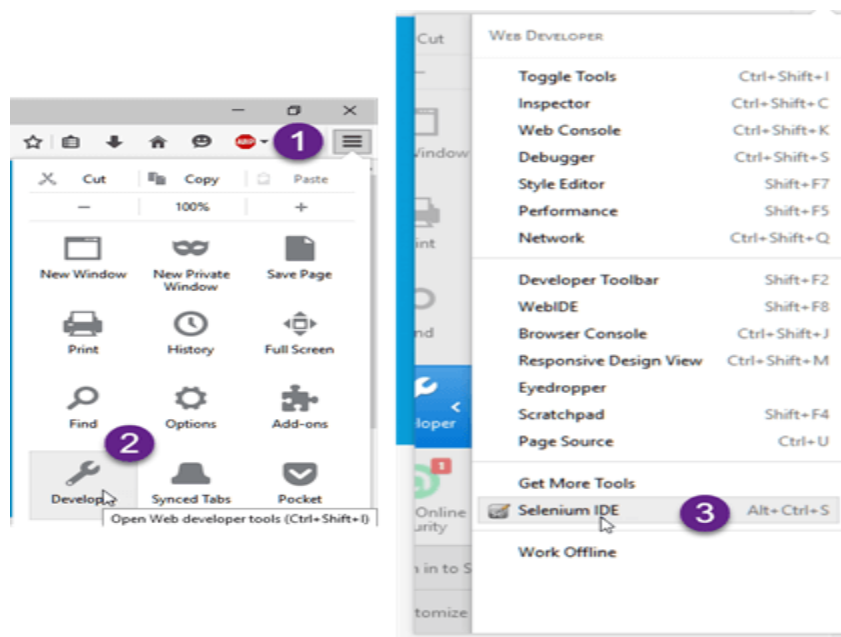 1
Cut Copy Paste
− 100% +
New Window New Private Window Save Page
Print History Full Screen
Find Options Add-ons
2
Develop Synced Tabs Pocket
Open Web developer tools (Ctrl+Shift+I)
Cut
Window
int
nd
loper
1
Online
urity
n in to S
tomize
WEB DEVELOPER
Toggle Tools Ctrl+Shift+I
Inspector Ctrl+Shift+C
Web Console Ctrl+Shift+K
Debugger Ctrl+Shift+S
Style Editor Shift+F7
Performance Shift+F5
Network Ctrl+Shift+Q
Developer Toolbar Shift+F2
WebIDE Shift+F8
Browser Console Ctrl+Shift+J
Responsive Design View Ctrl+Shift+M
Eyedropper
Scratchpad Shift+F4
Page Source Ctrl+U
Get More Tools
Selenium IDE 3 Alt+Ctrl+S
Work Offline